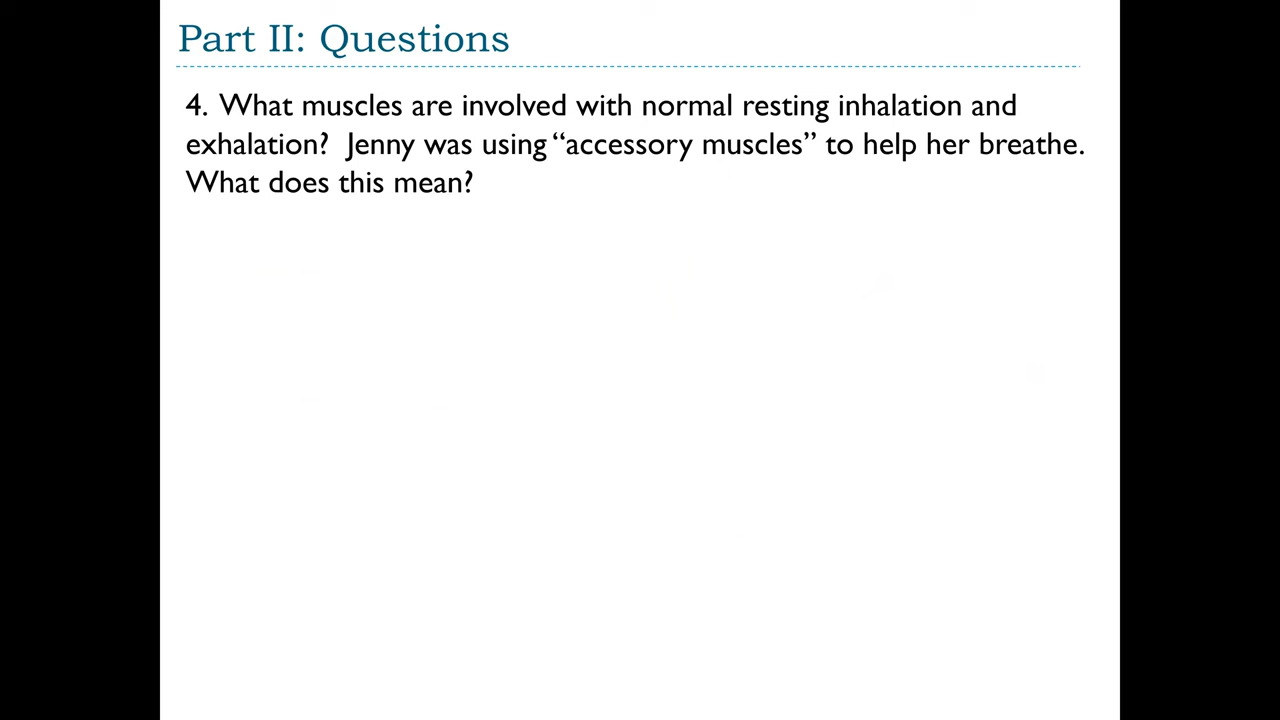 Part II: Questions
4. What muscles are involved with normal resting inhalation and
exhalation? Jenny was using “accessory muscles” to help her breathe.
What does this mean?